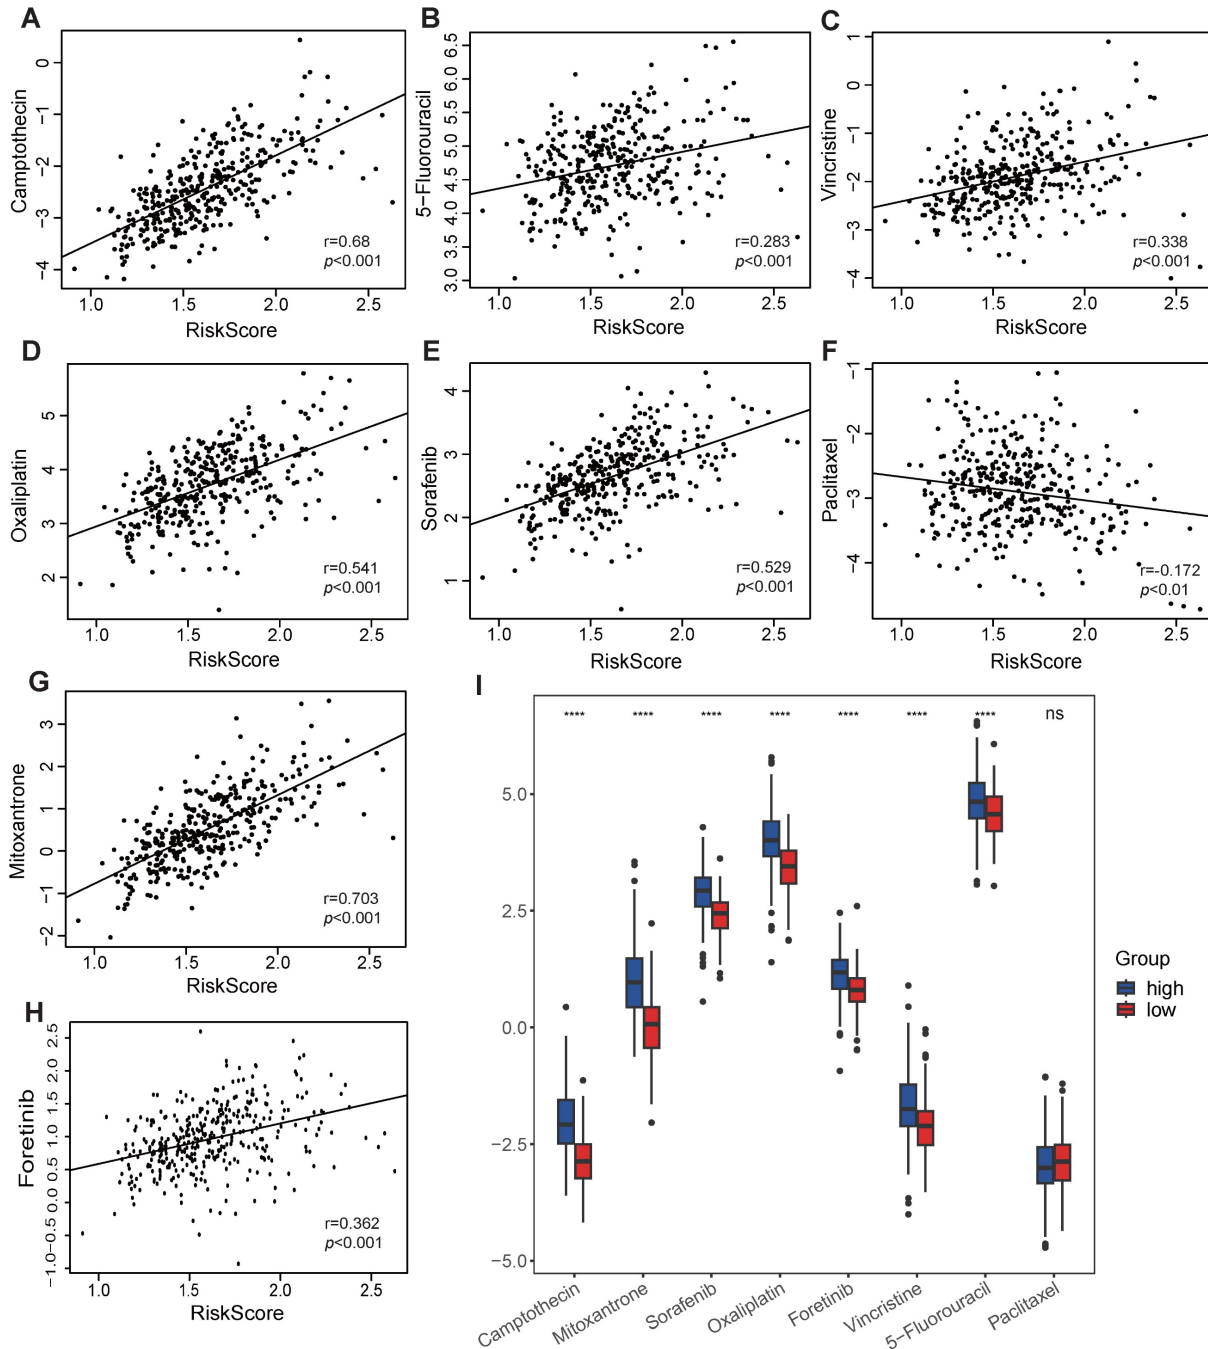 A
Camptothecin
0
−1
−2
−3
−4
r=0.68
p<0.001
1.0 1.5 2.0 2.5
RiskScore
B
5−Fluorouracil
6.5
6.0
5.5
5.0
4.5
4.0
3.5
3.0
r=0.283
p<0.001
1.0 1.5 2.0 2.5
RiskScore
C
Vincristine
1
0
−1
−2
−3
−4
r=0.338
p<0.001
1.0 1.5 2.0 2.5
RiskScore
D
Oxaliplatin
5
4
3
2
r=0.541
p<0.001
1.0 1.5 2.0 2.5
RiskScore
E
Sorafenib
4
3
2
1
r=0.529
p<0.001
1.0 1.5 2.0 2.5
RiskScore
F
Paclitaxel
−1
−2
−3
−4
r=-0.172
p<0.01
1.0 1.5 2.0 2.5
RiskScore
G
Mitoxantrone
3
2
1
0
−1
−2
r=0.703
p<0.001
1.0 1.5 2.0 2.5
RiskScore
H
Foretinib
2.5
2.0
1.5
1.0
0.5
0.0
−0.5
−1.0
r=0.362
p<0.001
1.0 1.5 2.0 2.5
RiskScore
I
**** **** **** **** **** **** **** ns
5.0
2.5
0.0
−2.5
−5.0
Camptothecin
Mitoxantrone
Sorafenib
Oxaliplatin
Foretinib
Vincristine
5−Flourouracil
Paclitaxel
Group
high
low